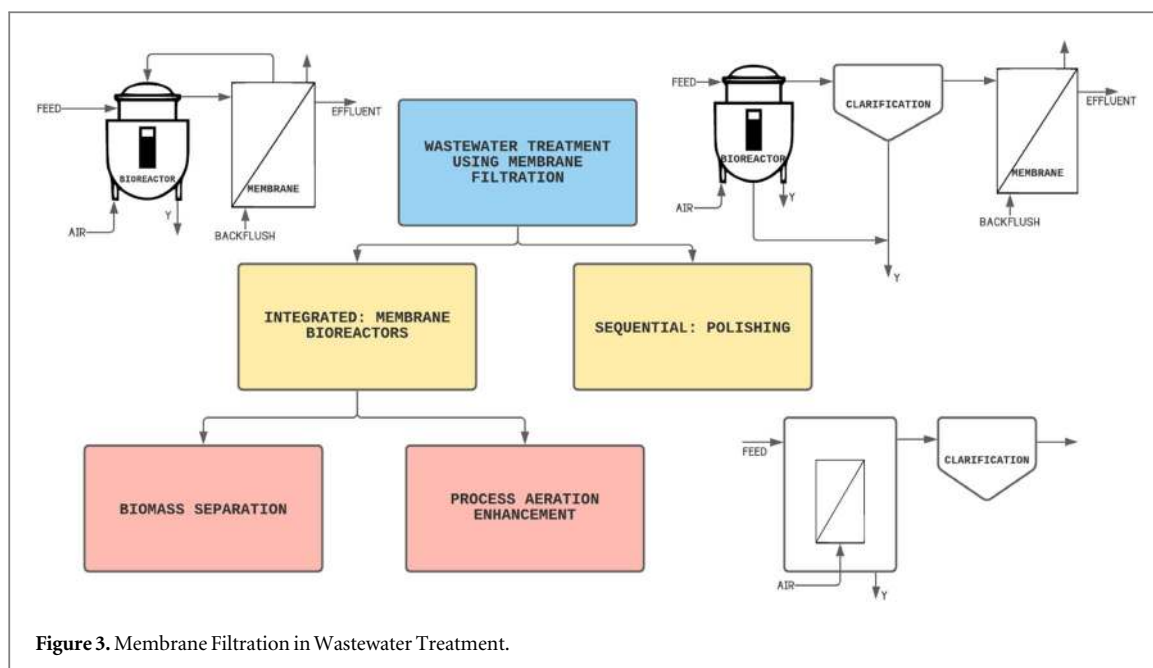 FEED
EFFLUENT
BIOREACTOR
MEMBRANE
AIR
Y
BACKFLUSH
WASTEWATER TREATMENT
USING MEMBRANE
FILTRATION
FEED
CLARIFICATION
EFFLUENT
BIOREACTOR
MEMBRANE
AIR
Y
BACKFLUSH
Y
INTEGRATED: MEMBRANE
BIOREACTORS
SEQUENTIAL: POLISHING
BIOMASS SEPARATION
PROCESS AERATION
ENHANCEMENT
FEED
CLARIFICATION
AIR
Y
Figure 3. Membrane Filtration in Wastewater Treatment.